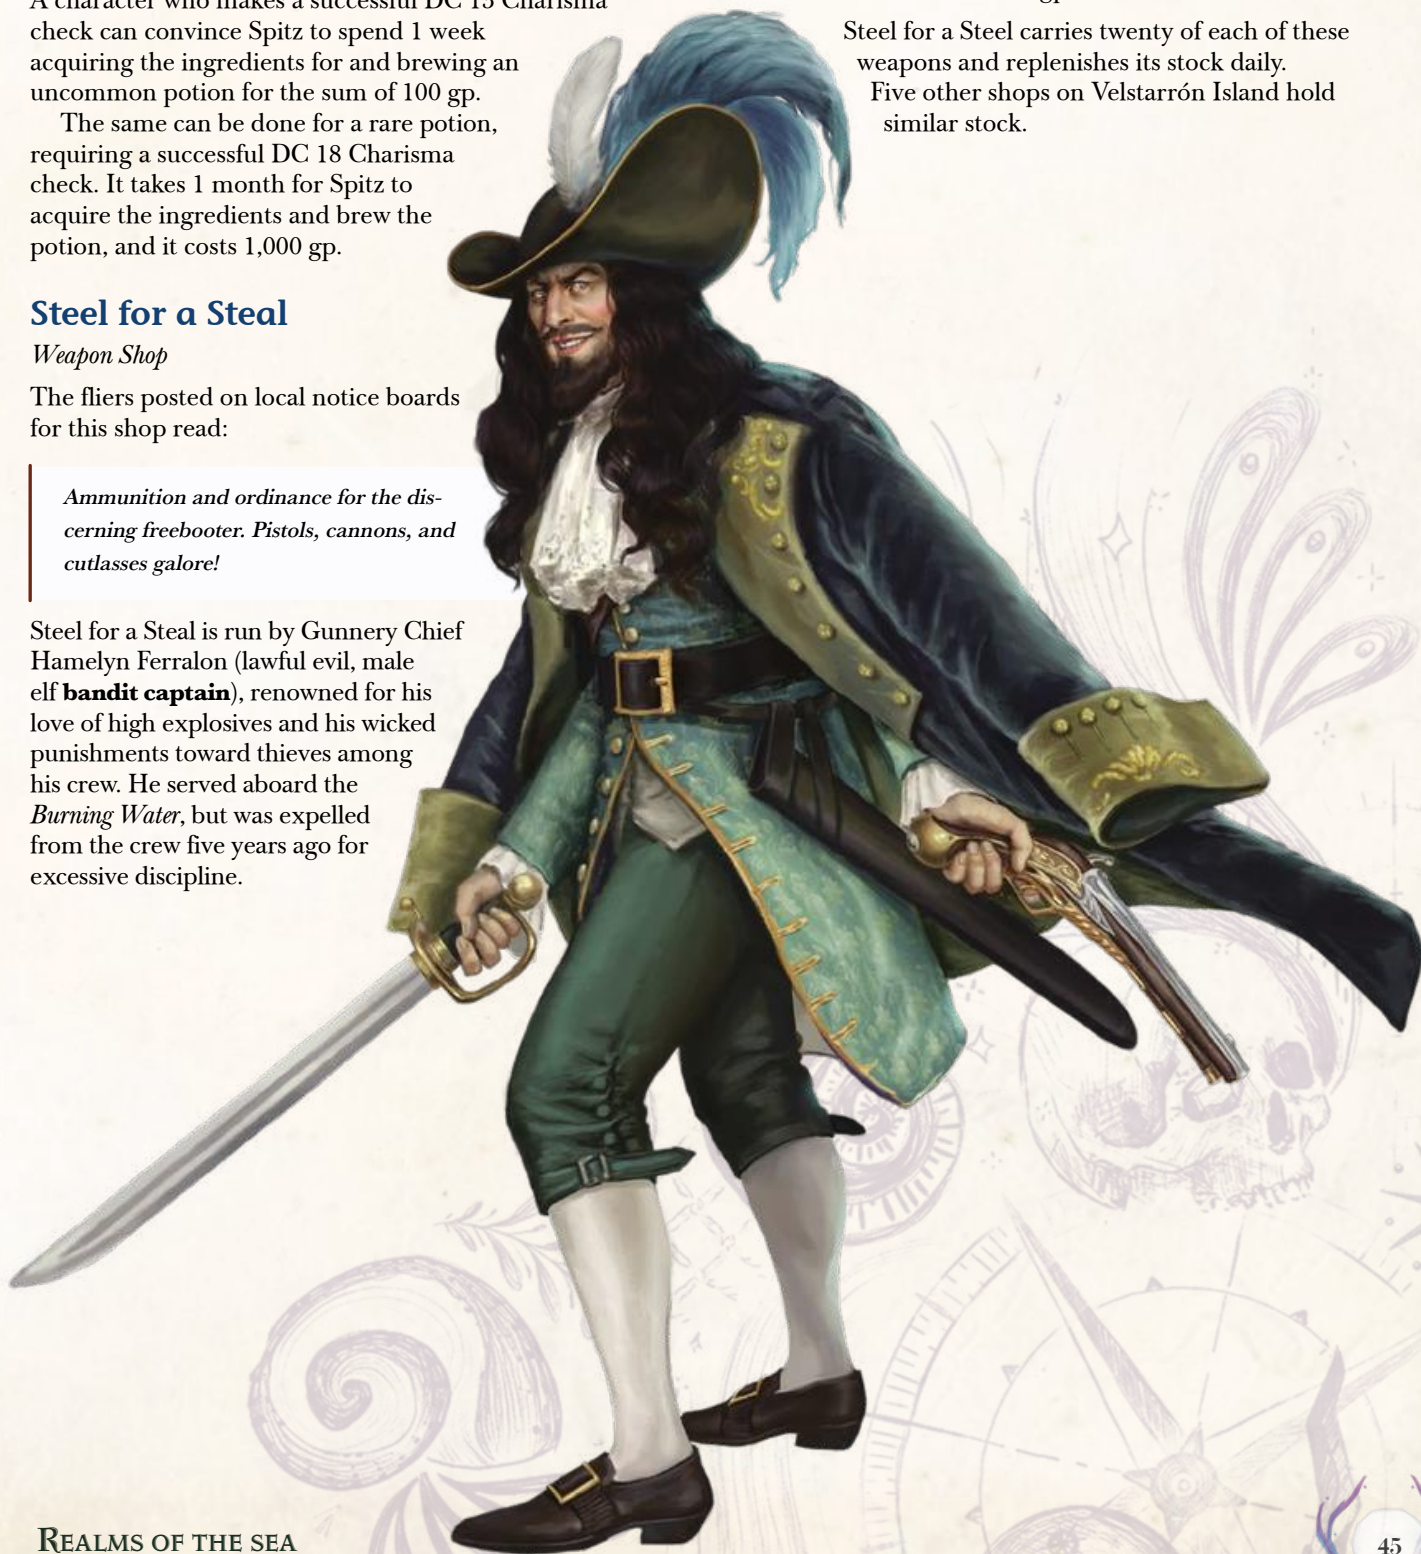 A character who makes a successful DC 15 Charisma
check can convince Spitz to spend 1 week
acquiring the ingredients for and brewing an
uncommon potion for the sum of 100 gp.
The same can be done for a rare potion,
requiring a successful DC 18 Charisma
check. It takes 1 month for Spitz to
acquire the ingredients and brew the
potion, and it costs 1,000 gp.
Steel for a Steal
Weapon Shop
The fliers posted on local notice boards
for this shop read:
Ammunition and ordinance for the dis-
cerning freebooter. Pistols, cannons, and
cutlasses galore!
Steel for a Steal is run by Gunnery Chief
Hamelyn Ferralon (lawful evil, male
elf bandit captain), renowned for his
love of high explosives and his wicked
punishments toward thieves among
his crew. He served aboard the
Burning Water, but was expelled
from the crew five years ago for
excessive discipline.
Steel for a Steel carries twenty of each of these
weapons and replenishes its stock daily.
Five other shops on Velstarrón Island hold
similar stock.
REALMS OF THE SEA
45